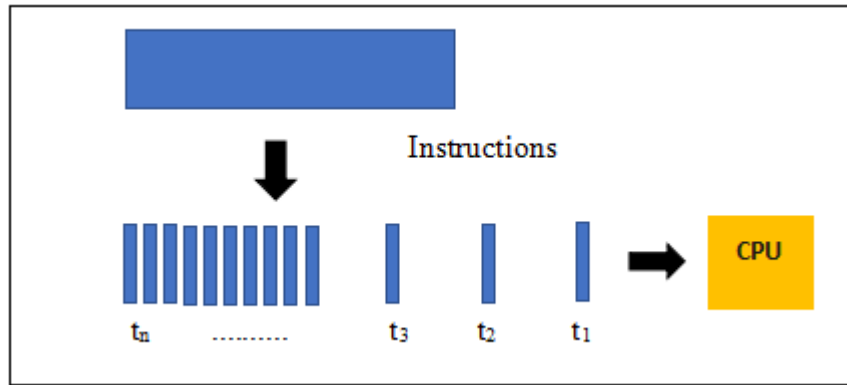 Instructions
CPU
tn .......... t3 t2 t1